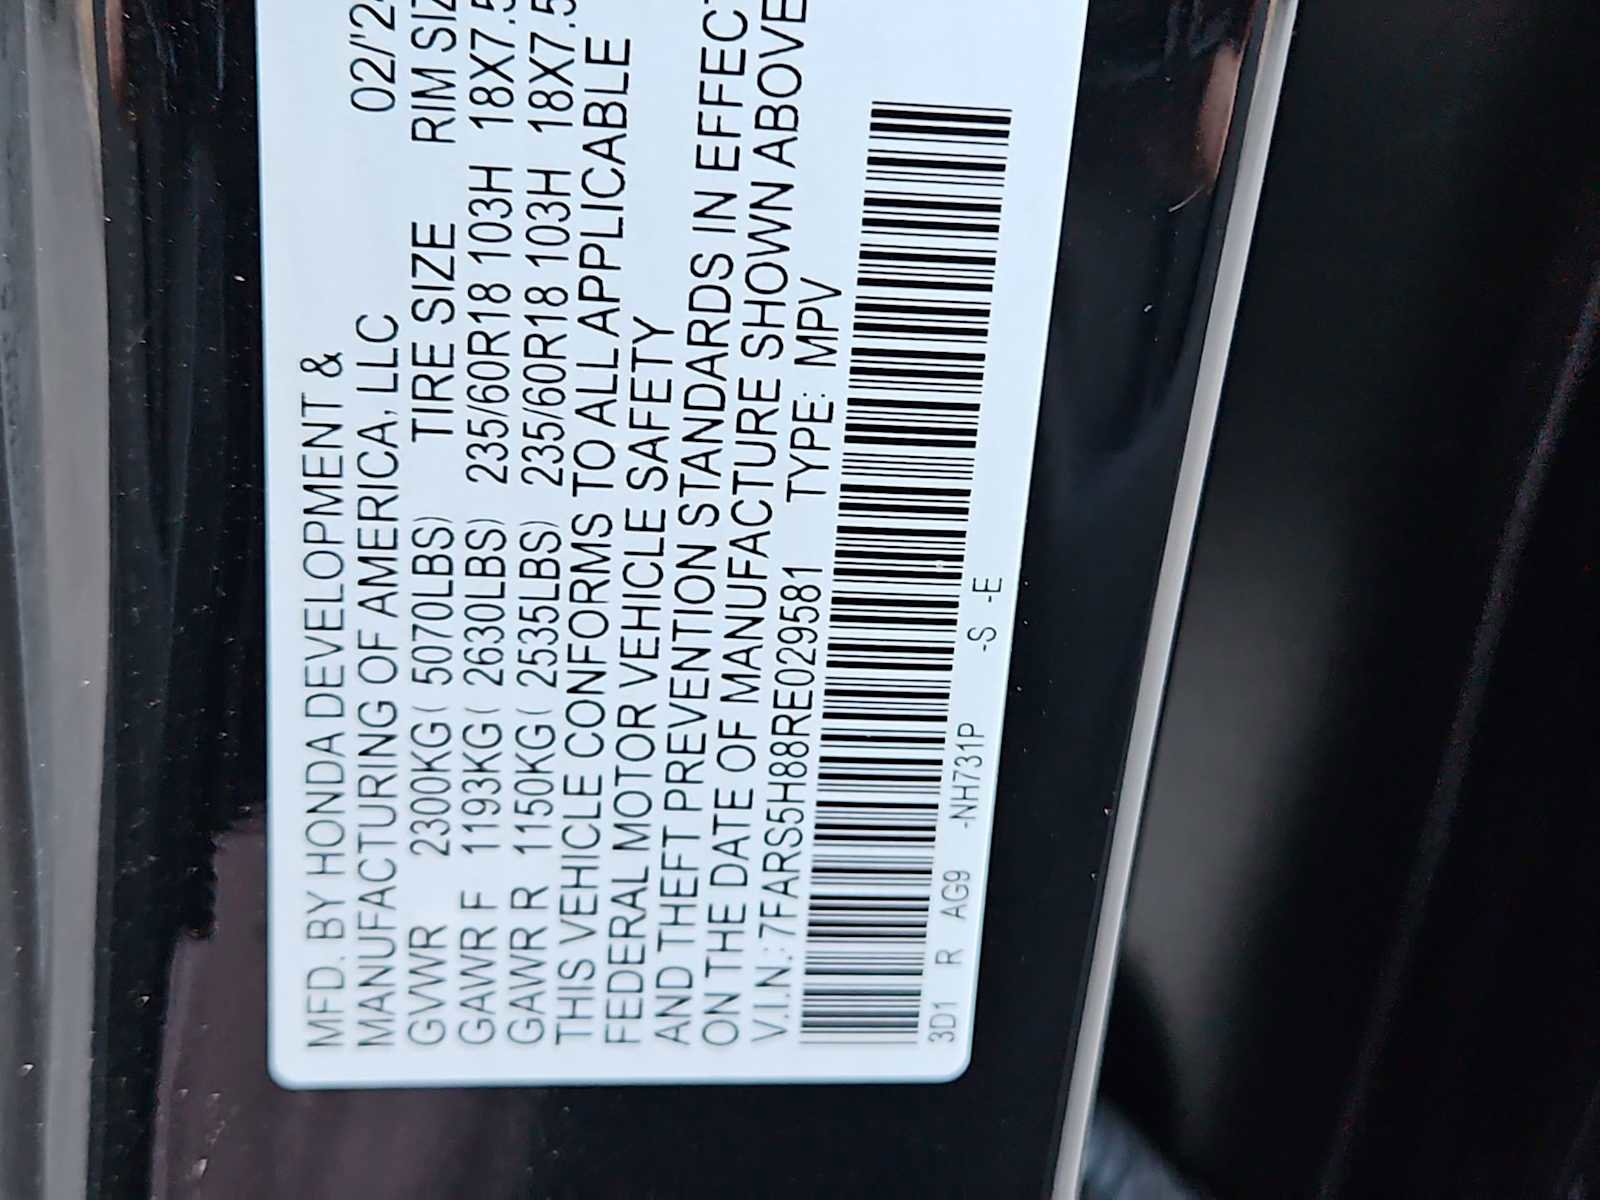 MFD. BY HONDA DEVELOPMENT &
MANUFACTURING OF AMERICA, LLC 02/'2
GVWR 2300KG( 5070LBS) TIRE SIZE RIM SIZ
GAWR F 1193KG( 2630LBS) 235/60R18 103H 18X7.5
GAWR R 1150KG( 2535LBS) 235/60R18 103H 18X7.5
THIS VEHICLE CONFORMS TO ALL APPLICABLE
FEDERAL MOTOR VEHICLE SAFETY
AND THEFT PREVENTION STANDARDS IN EFFECT
ON THE DATE OF MANUFACTURE SHOWN ABOVE
V.I.N.: 7FARS5H88RE029581 TYPE: MPV
3D1 R AG9 -NH731P -S -E